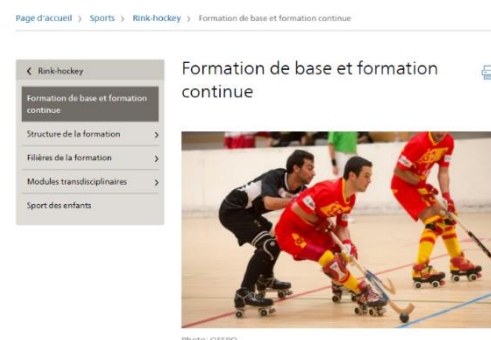 Page d'accueil > Sports > Rink-hockey > Formation de base et formation continue
Rink-hockey
Formation de base et formation
continue
Structure de la formation
Filières de la formation
Modules transdisciplinaires
Sport des enfants
Formation de base et formation
continue